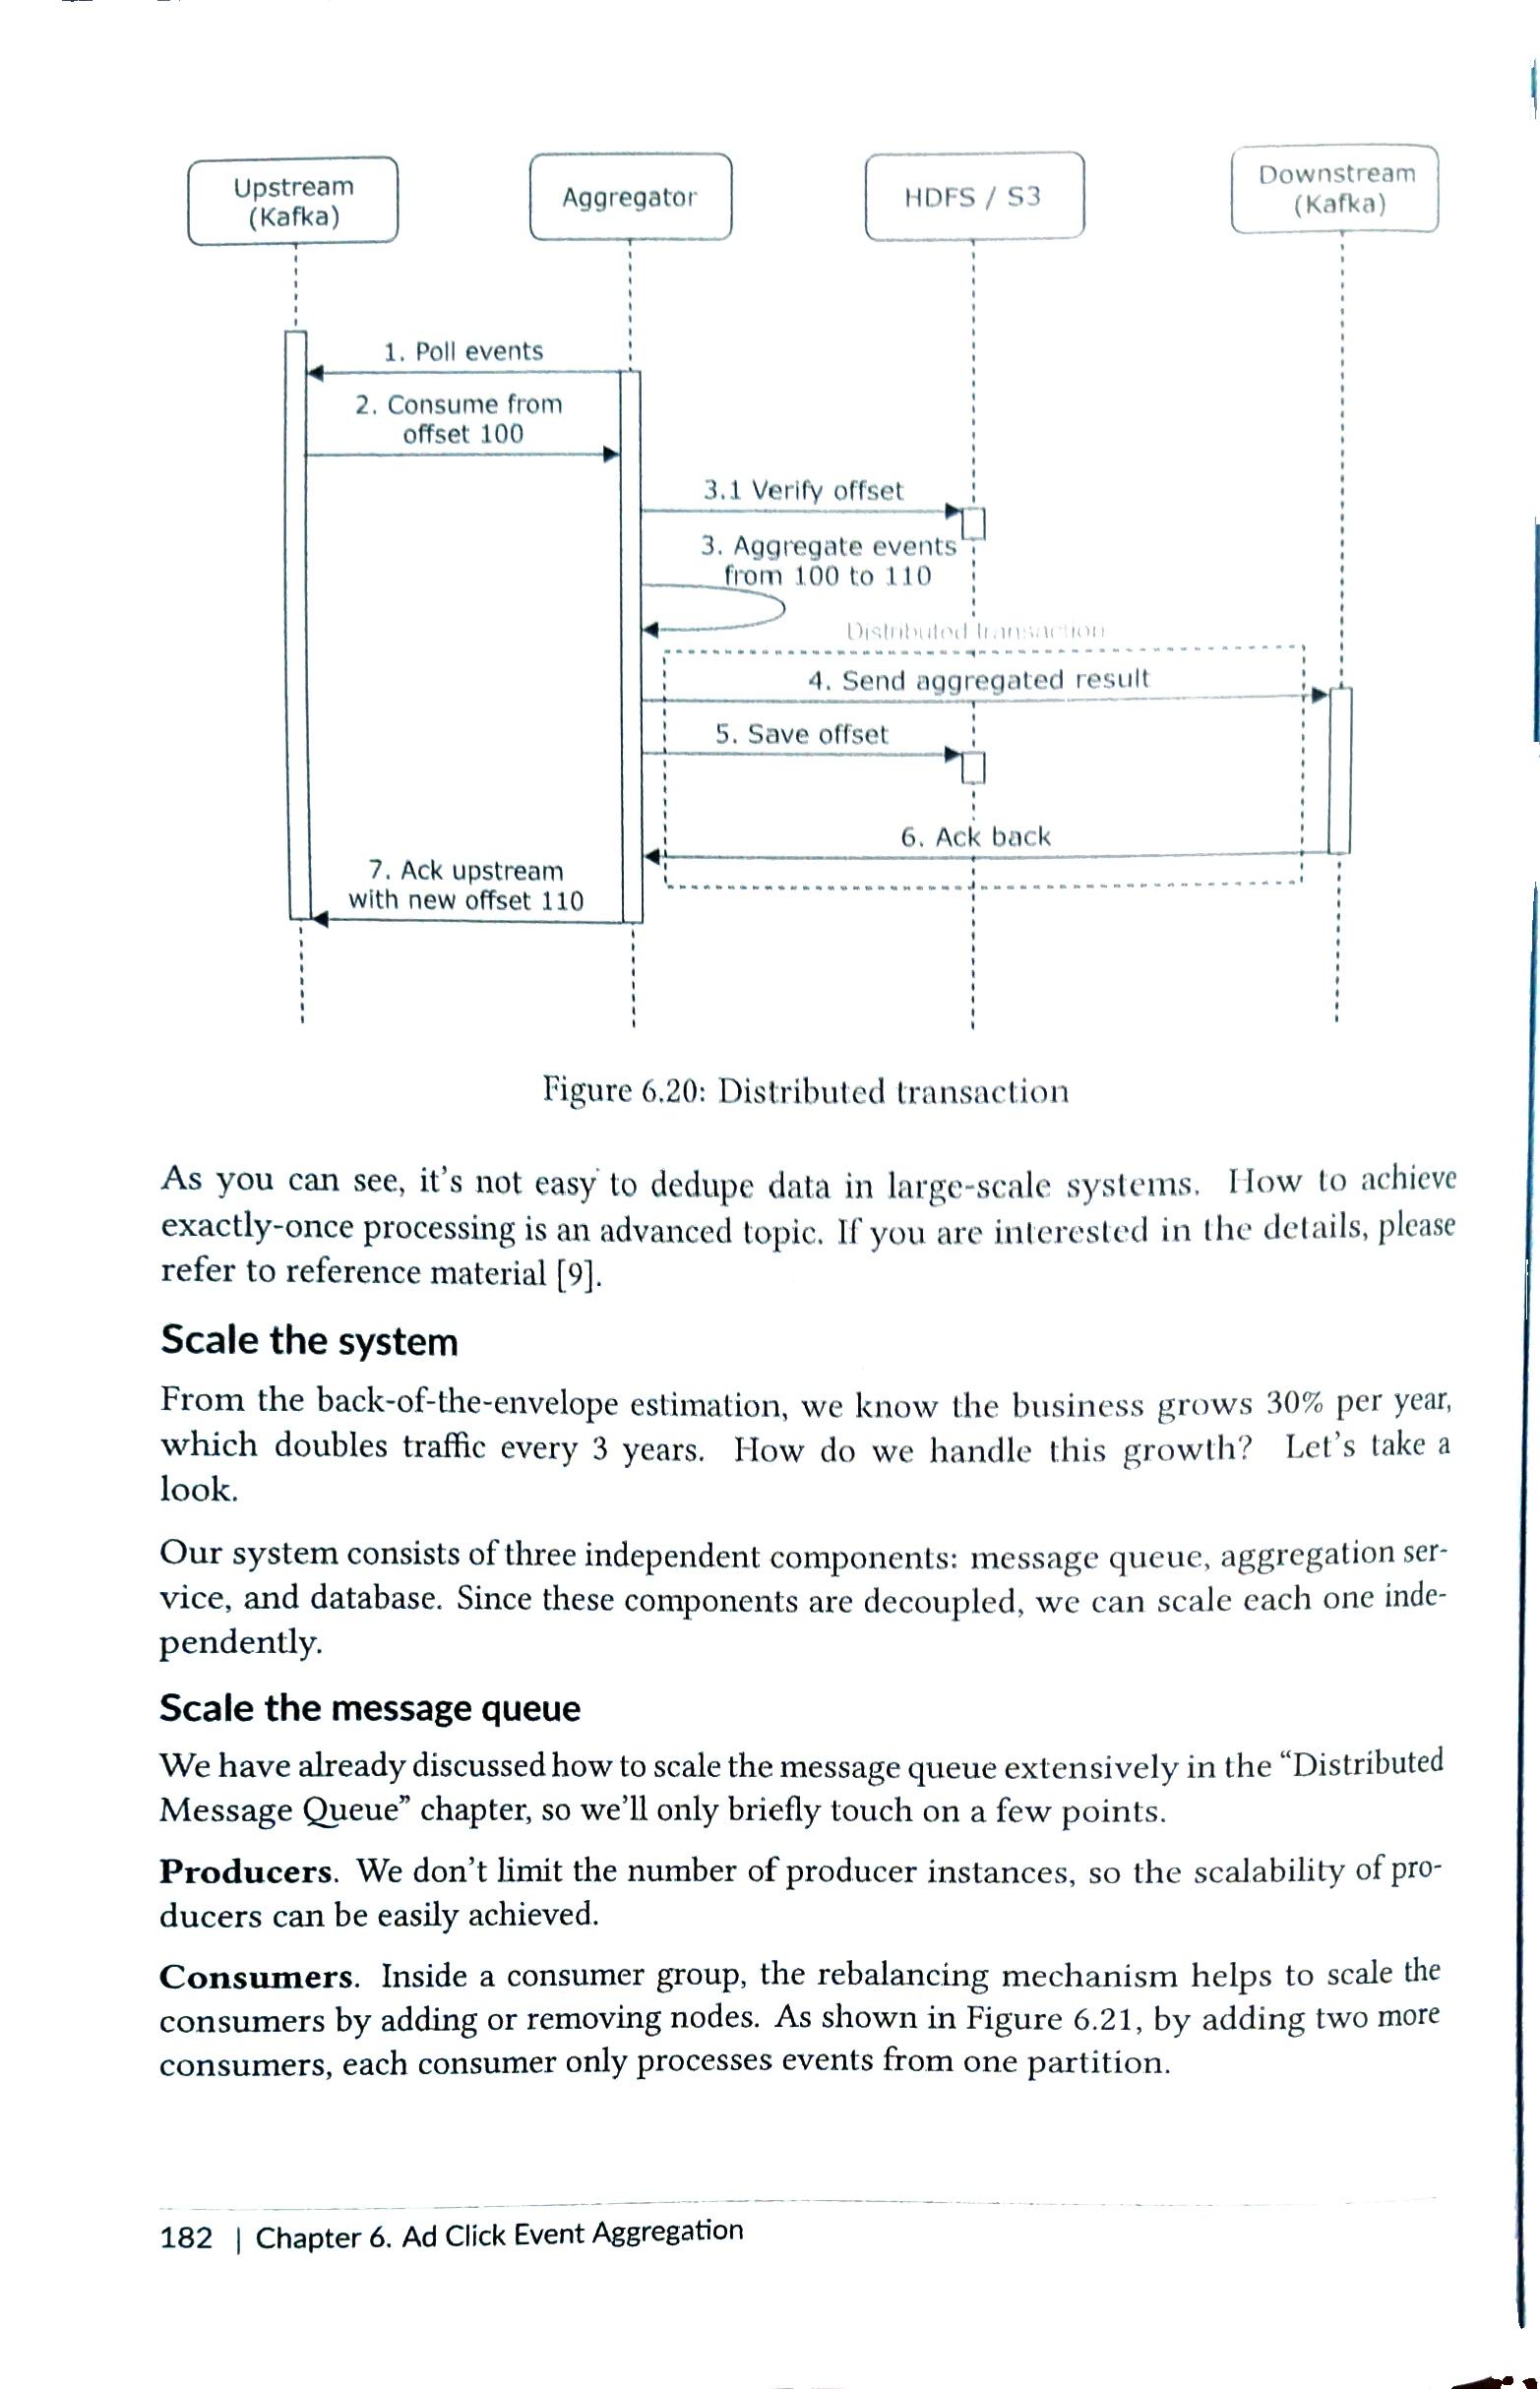 Upstream
(Kafka)
Aggregator
HDFS / S3
Downstream
(Kafka)
1. Poll events
2. Consume from
offset 100
3.1 Verify offset
3. Aggregate events
from 100 to 110
Distributed transaction
4. Send aggregated result
5. Save offset
6. Ack back
7. Ack upstream
with new offset 110
Figure 6.20: Distributed transaction
As you can see, it's not easy to dedupe data in large-scale systems. How to achieve
exactly-once processing is an advanced topic. If you are interested in the details, please
refer to reference material [9].
Scale the system
From the back-of-the-envelope estimation, we know the business grows 30% per year,
which doubles traffic every 3 years. How do we handle this growth? Let's take a
look.
Our system consists of three independent components: message queue, aggregation ser-
vice, and database. Since these components are decoupled, we can scale each one inde-
pendently.
Scale the message queue
We have already discussed how to scale the message queue extensively in the “Distributed
Message Queue” chapter, so we'll only briefly touch on a few points.
Producers. We don't limit the number of producer instances, so the scalability of pro-
ducers can be easily achieved.
Consumers. Inside a consumer group, the rebalancing mechanism helps to scale the
consumers by adding or removing nodes. As shown in Figure 6.21, by adding two more
consumers, each consumer only processes events from one partition.
182 | Chapter 6. Ad Click Event Aggregation